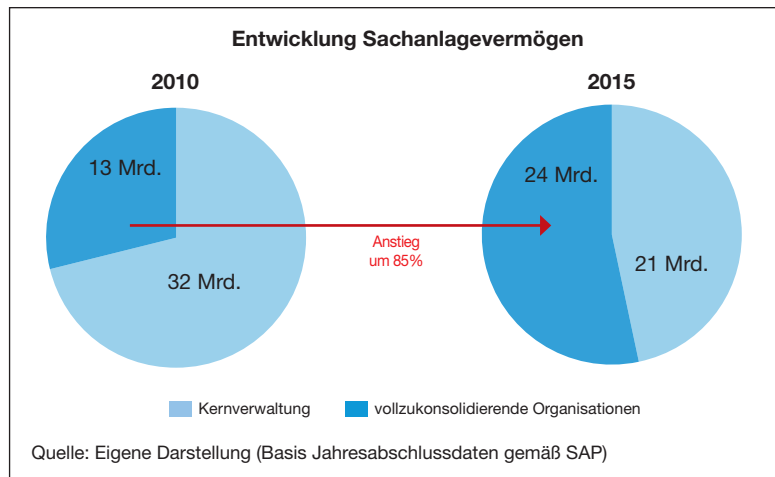 Entwicklung Sachanlagevermögen
2010
2015
13 Mrd.
32 Mrd.
Anstieg
um 85%
24 Mrd.
21 Mrd.
Kernverwaltung
vollzukonsolidierende Organisationen
Quelle: Eigene Darstellung (Basis Jahresabschlussdaten gemäß SAP)